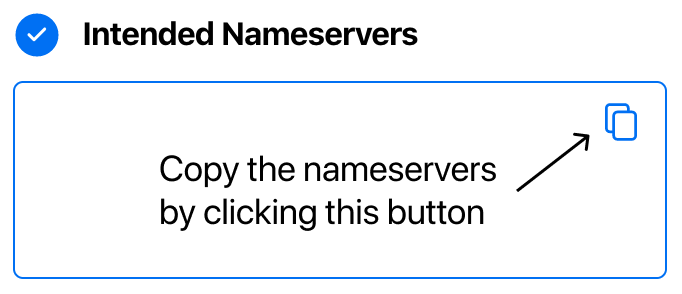 Intended Nameservers
Copy the nameservers
by clicking this button